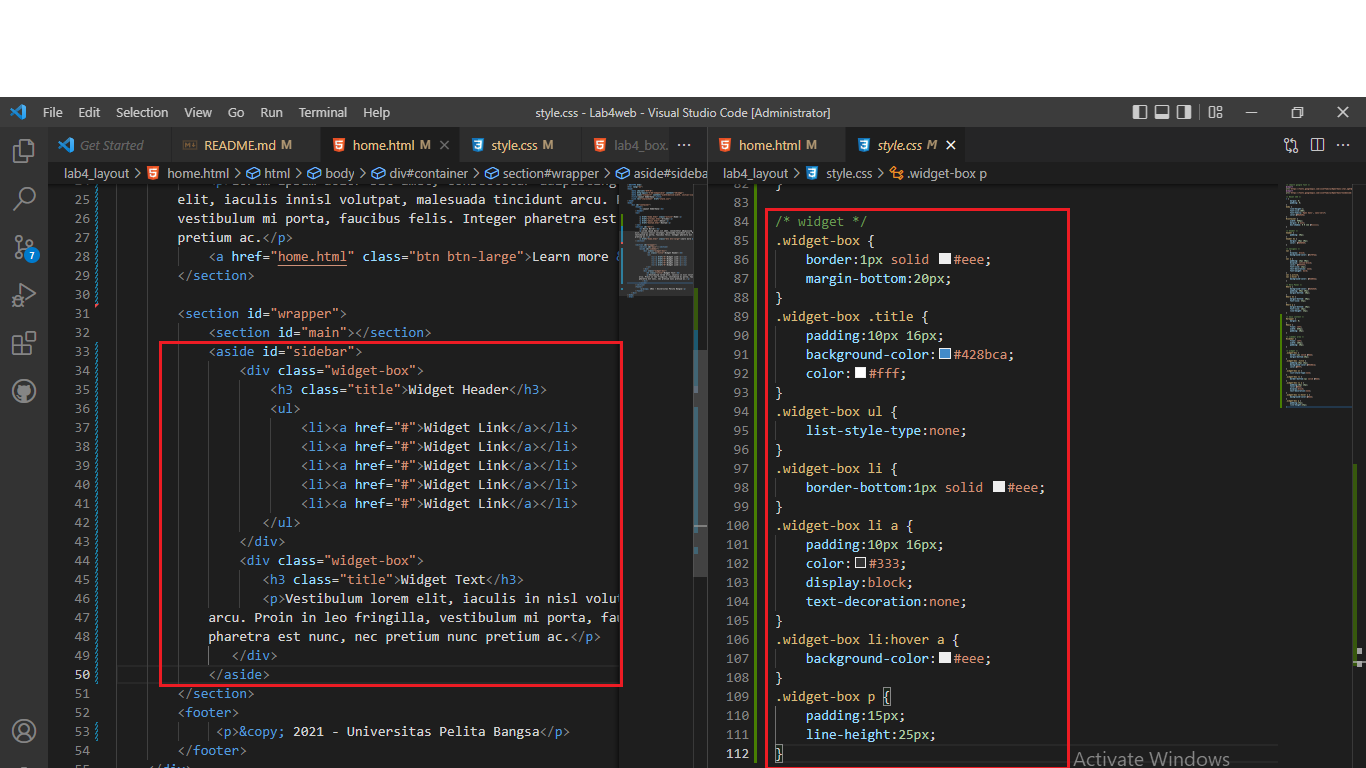 File Edit Selection View Go Run Terminal Help style.css - Lab4web - Visual Studio Code [Administrator]
Get Started README.md M home.html M style.css M lab4_box. ...
lab4_layout > home.html > html > body > div#container > section#wrapper > aside#sideba
25 elit, iaculis innisl volutpat, malesuada tincidunt arcu.
26 vestibulum mi porta, faucibus felis. Integer pharetra est
27 pretium ac.</p>
28 <a href="home.html" class="btn btn-large">Learn more
29 </section>
30
31 <section id="wrapper">
32 <section id="main"></section>
33 <aside id="sidebar">
34 <div class="widget-box">
35 <h3 class="title">Widget Header</h3>
36 <ul>
37 <li><a href="#">Widget Link</a></li>
38 <li><a href="#">Widget Link</a></li>
39 <li><a href="#">Widget Link</a></li>
40 <li><a href="#">Widget Link</a></li>
41 <li><a href="#">Widget Link</a></li>
42 </ul>
43 </div>
44 <div class="widget-box">
45 <h3 class="title">Widget Text</h3>
46 <p>Vestibulum lorem elit, iaculis in nisl volut
47 arcu. Proin in leo fringilla, vestibulum mi porta, fau
48 pharetra est nunc, nec pretium nunc pretium ac.</p>
49 </div>
50 </aside>
51 </section>
52 <footer>
53 <p>&copy; 2021 - Universitas Pelita Bangsa</p>
54 </footer>
7
home.html M style.css M
lab4_layout > style.css > .widget-box p
82 }
83
84 /* widget */
85 .widget-box {
86 border:1px solid #eee;
87 margin-bottom:20px;
88 }
89 .widget-box .title {
90 padding:10px 16px;
91 background-color:#428bca;
92 color:#fff;
93 }
94 .widget-box ul {
95 list-style-type:none;
96 }
97 .widget-box li {
98 border-bottom:1px solid #eee;
99 }
100 .widget-box li a {
101 padding:10px 16px;
102 color:#333;
103 display:block;
104 text-decoration:none;
105 }
106 .widget-box li:hover a {
107 background-color:#eee;
108 }
109 .widget-box p {
110 padding:15px;
111 line-height:25px;
112 }
Activate Windows